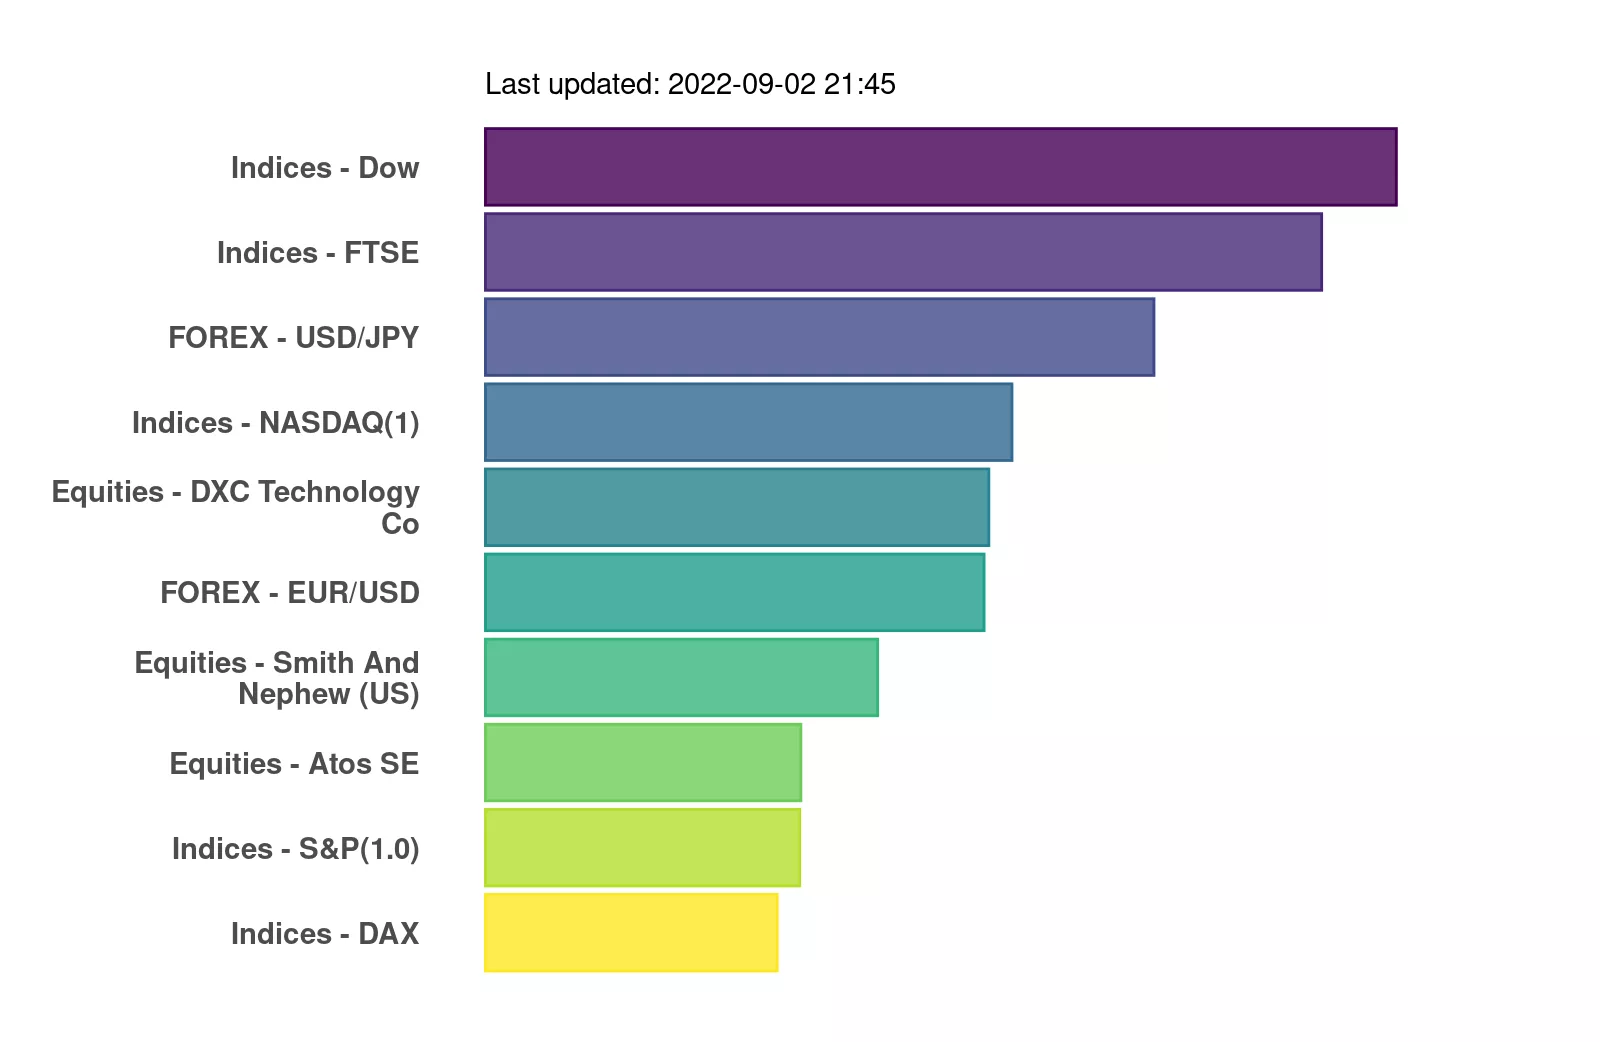 Last updated: 2022-09-02 21:45
Indices - Dow
Indices - FTSE
FOREX - USD/JPY
Indices - NASDAQ(1)
Equities - DXC Technology
Co
FOREX - EUR/USD
Equities - Smith And
Nephew (US)
Equities - Atos SE
Indices - S&P(1.0)
Indices - DAX